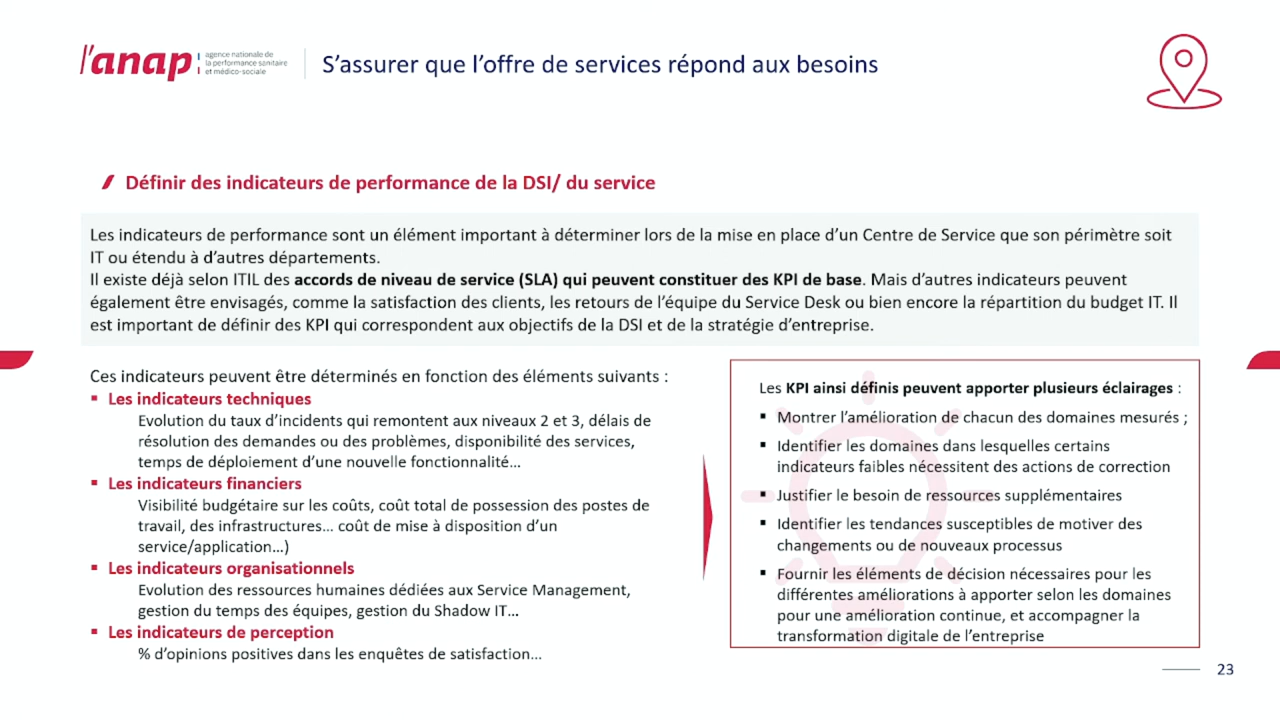 l'anap
agence nationale de
la performance sanitaire
et médico-sociale
S'assurer que l'offre de services répond aux besoins
Définir des indicateurs de performance de la DSI/ du service
Les indicateurs de performance sont un élément important à déterminer lors de la mise en place d'un Centre de Service que son périmètre soit
IT ou étendu à d'autres départements.
Il existe déjà selon ITIL des accords de niveau de service (SLA) qui peuvent constituer des KPI de base. Mais d'autres indicateurs peuvent
également être envisagés, comme la satisfaction des clients, les retours de l'équipe du Service Desk ou bien encore la répartition du budget IT. Il
est important de définir des KPI qui correspondent aux objectifs de la DSI et de la stratégie d'entreprise.
Ces indicateurs peuvent être déterminés en fonction des éléments suivants :
▪ Les indicateurs techniques
Evolution du taux d'incidents qui remontent aux niveaux 2 et 3, délais de
résolution des demandes ou des problèmes, disponibilité des services,
temps de déploiement d'une nouvelle fonctionnalité…
▪ Les indicateurs financiers
Visibilité budgétaire sur les coûts, coût total de possession des postes de
travail, des infrastructures… coût de mise à disposition d'un
service/application…)
▪ Les indicateurs organisationnels
Evolution des ressources humaines dédiées aux Service Management,
gestion du temps des équipes, gestion du Shadow IT…
▪ Les indicateurs de perception
% d'opinions positives dans les enquêtes de satisfaction…
Les KPI ainsi définis peuvent apporter plusieurs éclairages :
▪ Montrer l'amélioration de chacun des domaines mesurés ;
▪ Identifier les domaines dans lesquelles certains
indicateurs faibles nécessitent des actions de correction
▪ Justifier le besoin de ressources supplémentaires
▪ Identifier les tendances susceptibles de motiver des
changements ou de nouveaux processus
▪ Fournir les éléments de décision nécessaires pour les
différentes améliorations à apporter selon les domaines
pour une amélioration continue, et accompagner la
transformation digitale de l'entreprise
23